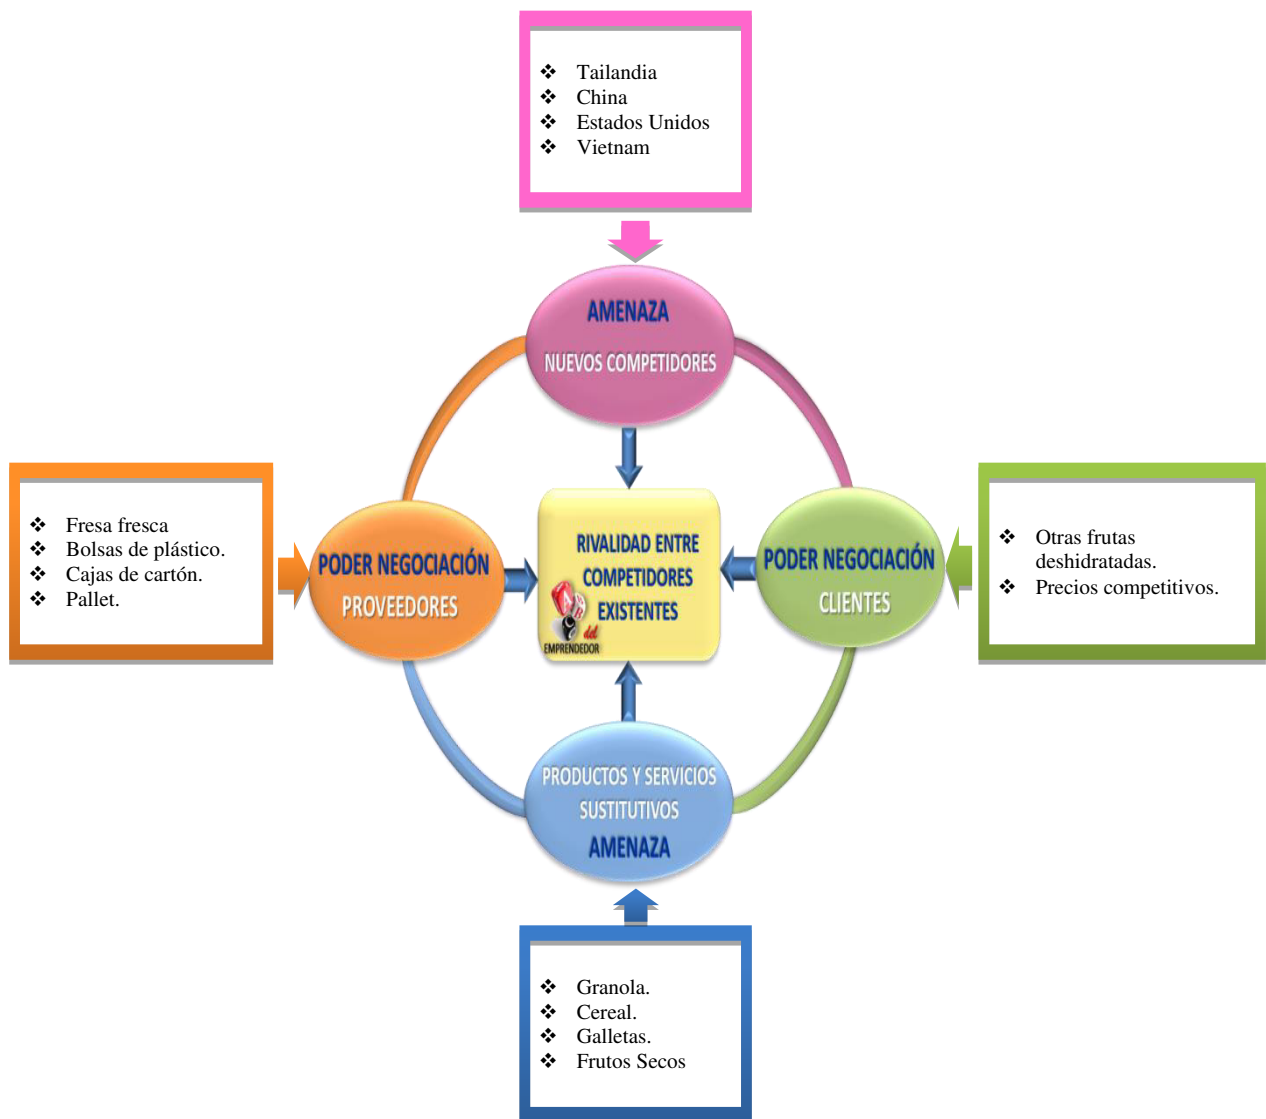 ❖ Tailandia
❖ China
❖ Estados Unidos
❖ Vietnam
AMENAZA
NUEVOS COMPETIDORES
❖ Fresa fresca
❖ Bolsas de plástico.
❖ Cajas de cartón.
❖ Pallet.
PODER NEGOCIACIÓN
PROVEEDORES
RIVALIDAD ENTRE
COMPETIDORES
EXISTENTES
del
EMPRENDEDOR
PODER NEGOCIACIÓN
CLIENTES
❖ Otras frutas
deshidratadas.
❖ Precios competitivos.
PRODUCTOS Y SERVICIOS
SUSTITUTIVOS
AMENAZA
❖ Granola.
❖ Cereal.
❖ Galletas.
❖ Frutos Secos